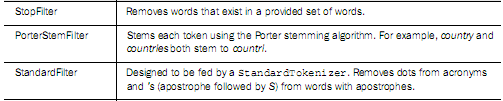 StopFilter Removes words that exist in a provided set of words.
PorterStemFilter Stems each token using the Porter stemming algorithm. For example, country and
countries both stem to countri.
StandardFilter Designed to be fed by a StandardTokenizer. Removes dots from acronyms
and 's (apostrophe followed by S) from words with apostrophes.